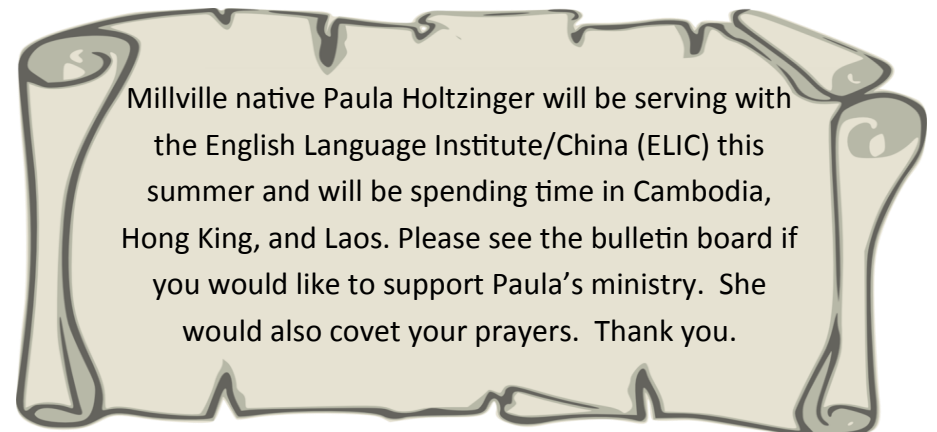 Millville native Paula Holtzinger will be serving with
the English Language Institute/China (ELIC) this
summer and will be spending time in Cambodia,
Hong King, and Laos. Please see the bulletin board if
you would like to support Paula’s ministry.  She
would also covet your prayers.  Thank you.